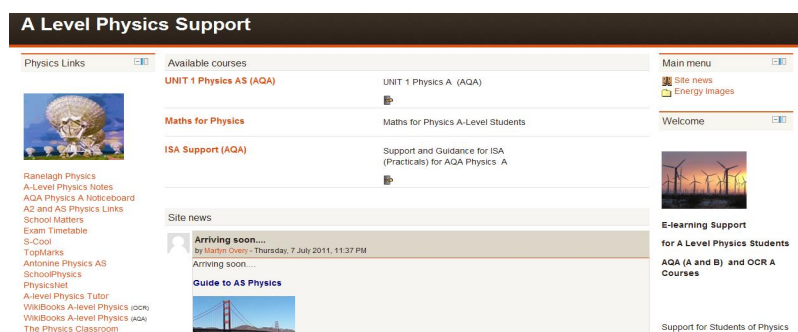 A Level Physics Support
Physics Links
Ranelagh Physics
A-Level Physics Notes
AQA Physics A Noticeboard
A2 and AS Physics Links
School Matters
Exam Timetable
S-Cool
TopMarks
Antonine Physics AS
SchoolPhysics
PhysicsNet
A-level Physics Tutor
WikiBooks A-level Physics (OCR)
WikiBooks A-level Physics (AQA)
The Physics Classroom
Available courses
UNIT 1 Physics AS (AQA)
UNIT 1 Physics A (AQA)
Maths for Physics
Maths for Physics A-Level Students
ISA Support (AQA)
Support and Guidance for ISA
(Practicals) for AQA Physics A
Site news
Arriving soon....
by Martyn Overy - Thursday, 7 July 2011, 11:37 PM
Arriving soon....
Guide to AS Physics
Main menu
Site news
Energy Images
Welcome
E-learning Support
for A Level Physics Students
AQA (A and B) and OCR A
Courses
Support for Students of Physics